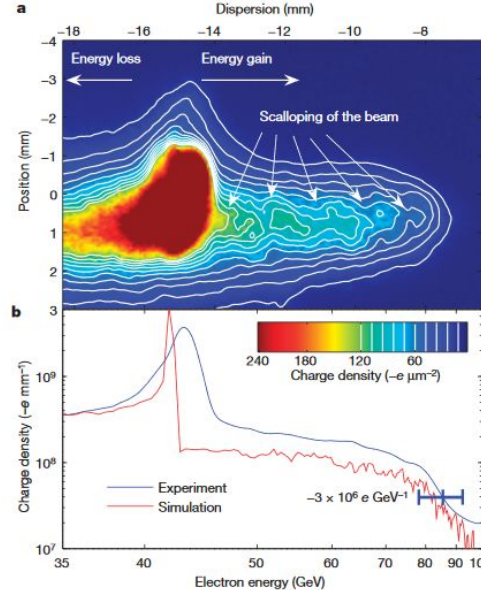 a
Dispersion (mm)
-18 -16 -14 -12 -10 -8
-4
-3
-2
-1
0
1
2
3
Position (mm)
Energy loss
Energy gain
Scalloping of the beam
b
10⁹
10⁸
10⁷
Charge density (–e mm⁻¹)
240 180 120 60
Charge density (–e µm⁻²)
Experiment
Simulation
–3 × 10⁶ e GeV⁻¹
35 40 50 60 70 80 90
Electron energy (GeV)